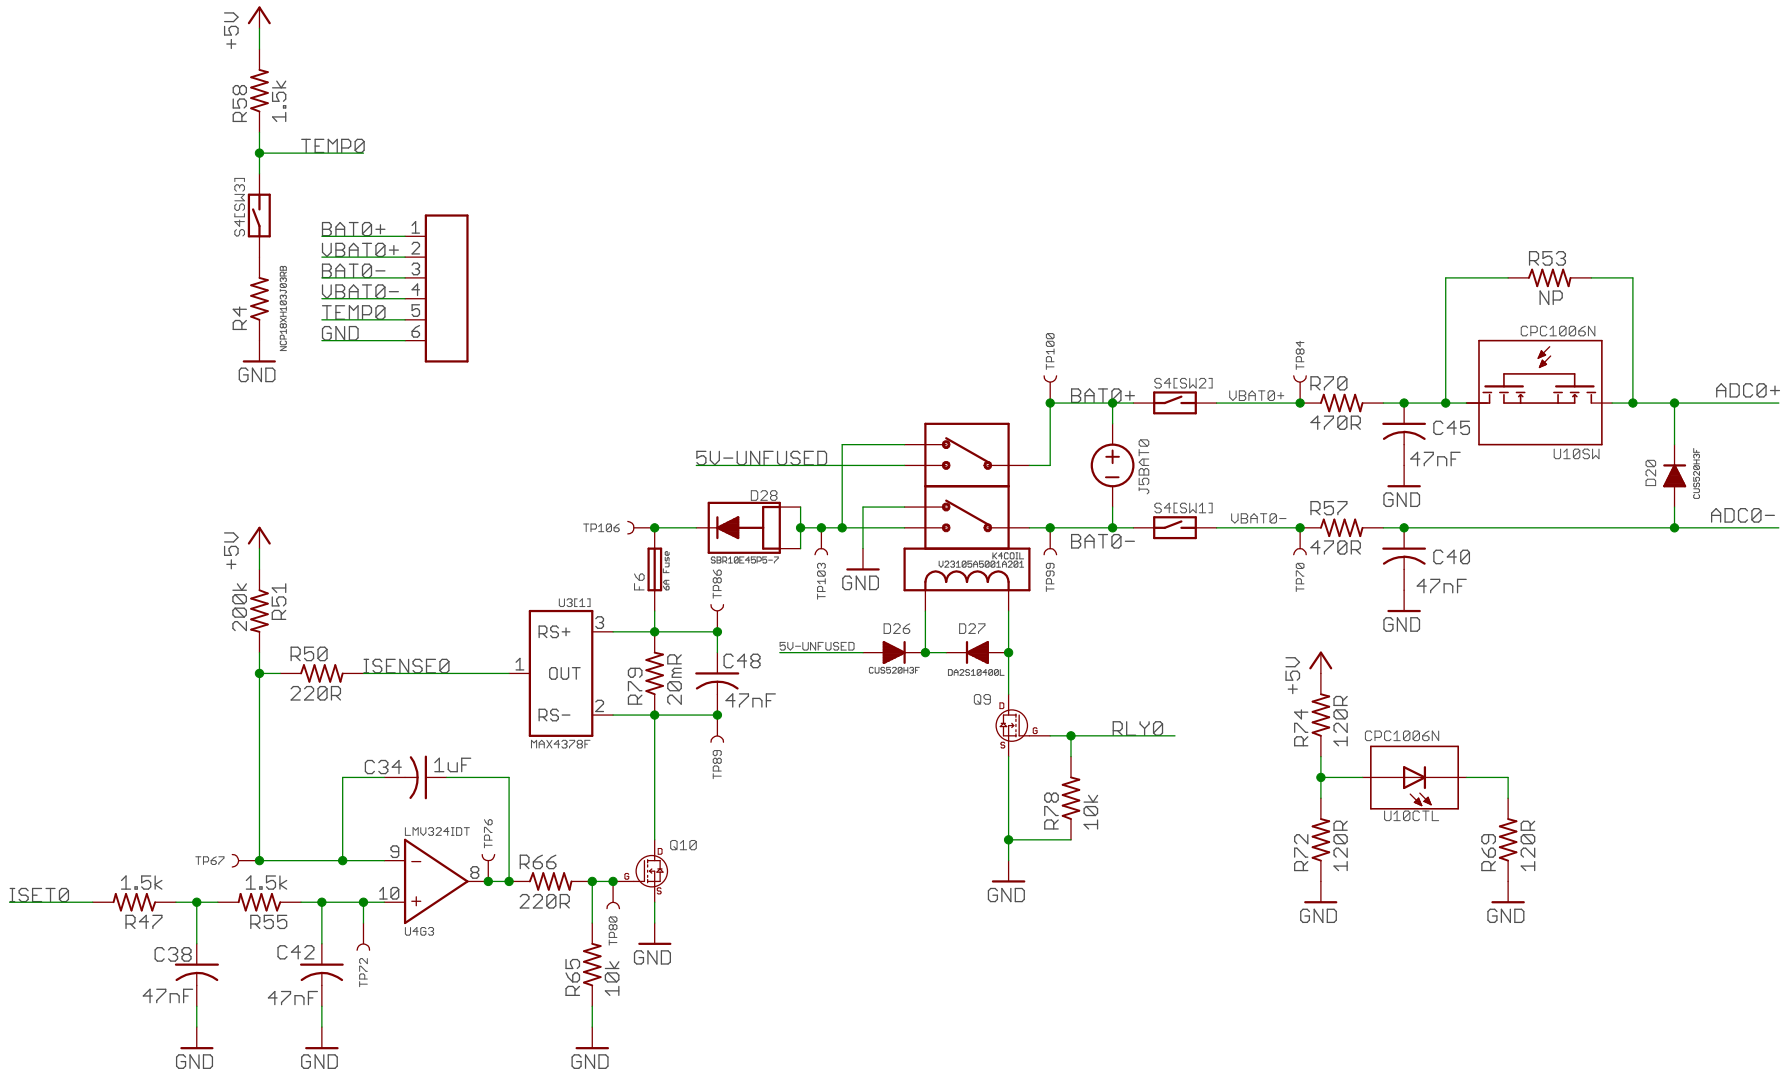 +5V
R58
1.5k
TEMP0
S4[SW3]
R4
NCP18XH103J03RB
GND
BAT0+ 1
VBAT0+ 2
BAT0- 3
VBAT0- 4
TEMP0 5
GND 6
R53
NP
CPC1006N
U10SW
TP100
BAT0+
S4[SW2]
VBAT0+
TP84
R70
470R
C45
47nF
GND
ADC0+
D20
CUS520H3F
ADC0-
5V-UNFUSED
J5BAT0
+
-
S4[SW1]
VBAT0-
BAT0-
TP99
TP70
R57
470R
C40
47nF
GND
D28
SBR10E45P5-7
TP106
TP103
GND
K4COIL
V23105A5001A201
F6
6A Fuse
TP86
+5V
200k
R51
R50
220R
ISENSE0
U3[1]
RS+ 3
1 OUT
RS- 2
MAX4378F
R79
20mR
C48
47nF
TP89
5V-UNFUSED
D26
CUS520H3F
D27
DA2S10400L
Q9
D
G
S
RLY0
R78
10k
GND
+5V
R74
120R
R72
120R
GND
CPC1006N
U10CTL
R69
120R
GND
C34
1uF
LMV324IDT
TP67
9
-
10
+
8
U4G3
TP76
R66
220R
TP80
G
D
S
Q10
GND
R65
10k
GND
ISET0
1.5k
R47
1.5k
R55
C38
47nF
GND
C42
47nF
GND
TP72